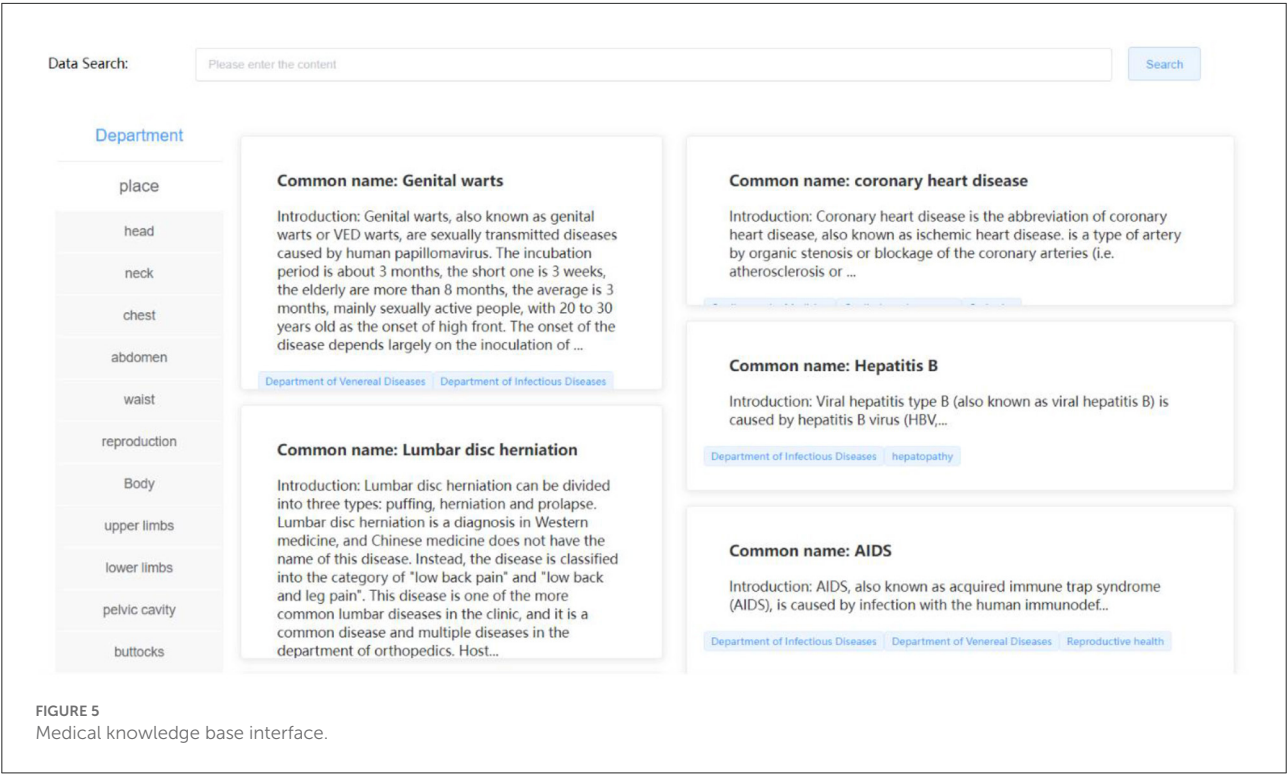 Data Search:
Please enter the content
Search
Department
place
head
neck
chest
abdomen
waist
reproduction
Body
upper limbs
lower limbs
pelvic cavity
buttocks
Common name: Genital warts
Introduction: Genital warts, also known as genital
warts or VED warts, are sexually transmitted diseases
caused by human papillomavirus. The incubation
period is about 3 months, the short one is 3 weeks,
the elderly are more than 8 months, the average is 3
months, mainly sexually active people, with 20 to 30
years old as the onset of high front. The onset of the
disease depends largely on the inoculation of ...
Department of Venereal Diseases Department of Infectious Diseases
Common name: Lumbar disc herniation
Introduction: Lumbar disc herniation can be divided
into three types: puffing, herniation and prolapse.
Lumbar disc herniation is a diagnosis in Western
medicine, and Chinese medicine does not have the
name of this disease. Instead, the disease is classified
into the category of "low back pain" and "low back
and leg pain". This disease is one of the more
common lumbar diseases in the clinic, and it is a
common disease and multiple diseases in the
department of orthopedics. Host...
Common name: coronary heart disease
Introduction: Coronary heart disease is the abbreviation of coronary
heart disease, also known as ischemic heart disease. is a type of artery
by organic stenosis or blockage of the coronary arteries (i.e.
atherosclerosis or ...
Common name: Hepatitis B
Introduction: Viral hepatitis type B (also known as viral hepatitis B) is
caused by hepatitis B virus (HBV,...
Department of Infectious Diseases hepatopathy
Common name: AIDS
Introduction: AIDS, also known as acquired immune trap syndrome
(AIDS), is caused by infection with the human immunodef...
Department of Infectious Diseases Department of Venereal Diseases Reproductive health
FIGURE 5
Medical knowledge base interface.